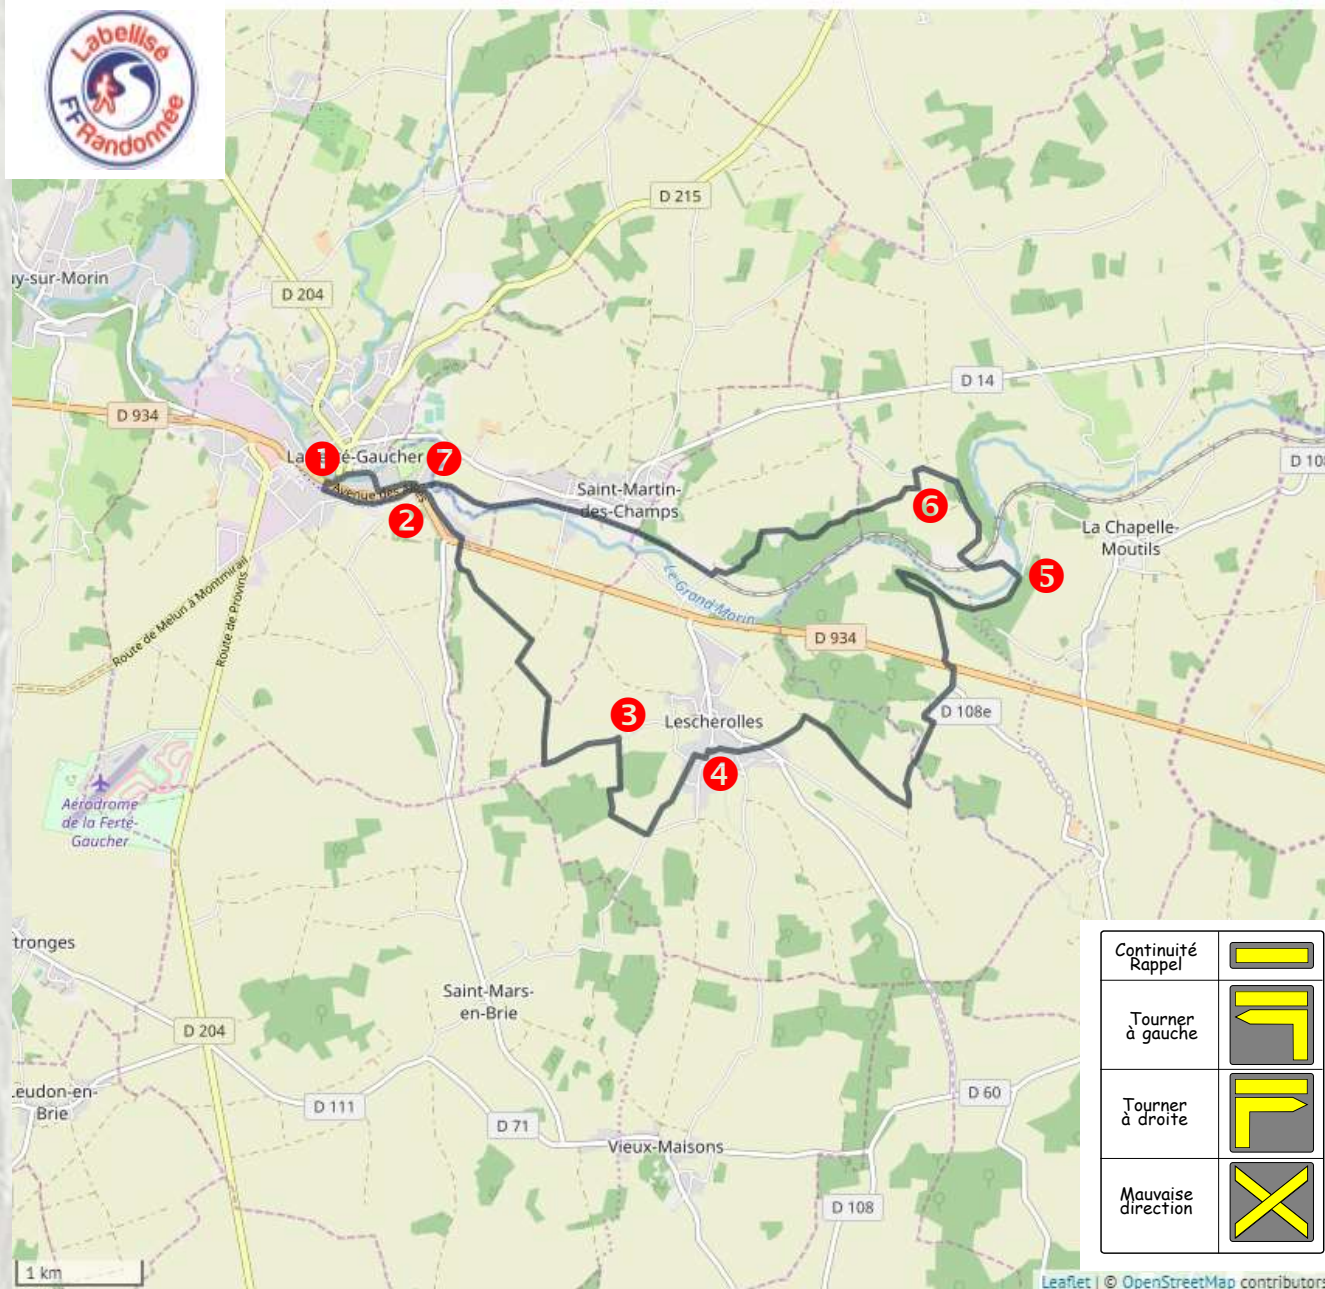 Labellisé
FFRandonnée
D 215
uy-sur-Morin
D 204
D 14
D 934
La Ferté-Gaucher
1
7
Avenue des Alliés
2
Saint-Martin-
des-Champs
6
La Chapelle-
Moutils
D 108
5
Le Grand Morin
D 934
Route de Melun à Montmirail
Route de Provins
3
Lescherolles
D 108e
4
Aérodrome
de la Ferté-
Gaucher
tronges
Saint-Mars-
en-Brie
D 204
Leudon-en-
Brie
D 111
D 71
D 60
Vieux-Maisons
D 108
Continuité
Rappel
Tourner
à gauche
Tourner
à droite
Mauvaise
direction
1 km
Leaflet | © OpenStreetMap contributors